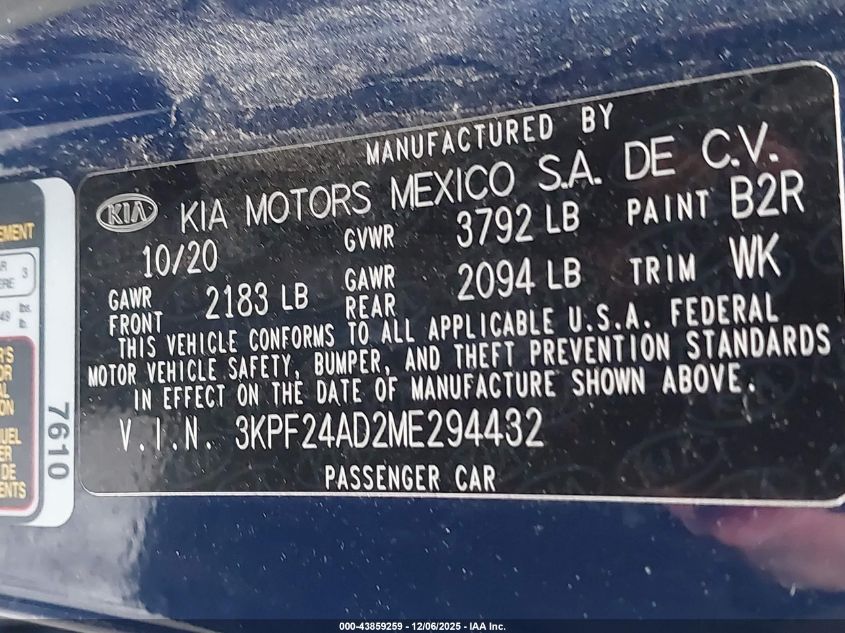 MANUFACTURED BY
KIA KIA MOTORS MEXICO S.A. DE C.V.
10/20 GVWR 3792 LB PAINT B2R
GAWR FRONT 2183 LB GAWR REAR 2094 LB TRIM WK
THIS VEHICLE CONFORMS TO ALL APPLICABLE U.S.A. FEDERAL
MOTOR VEHICLE SAFETY, BUMPER, AND THEFT PREVENTION STANDARDS
IN EFFECT ON THE DATE OF MANUFACTURE SHOWN ABOVE.
V.I.N. 3KPF24AD2ME294432
PASSENGER CAR
7610
000-43859259 - 12/06/2025 - IAA Inc.